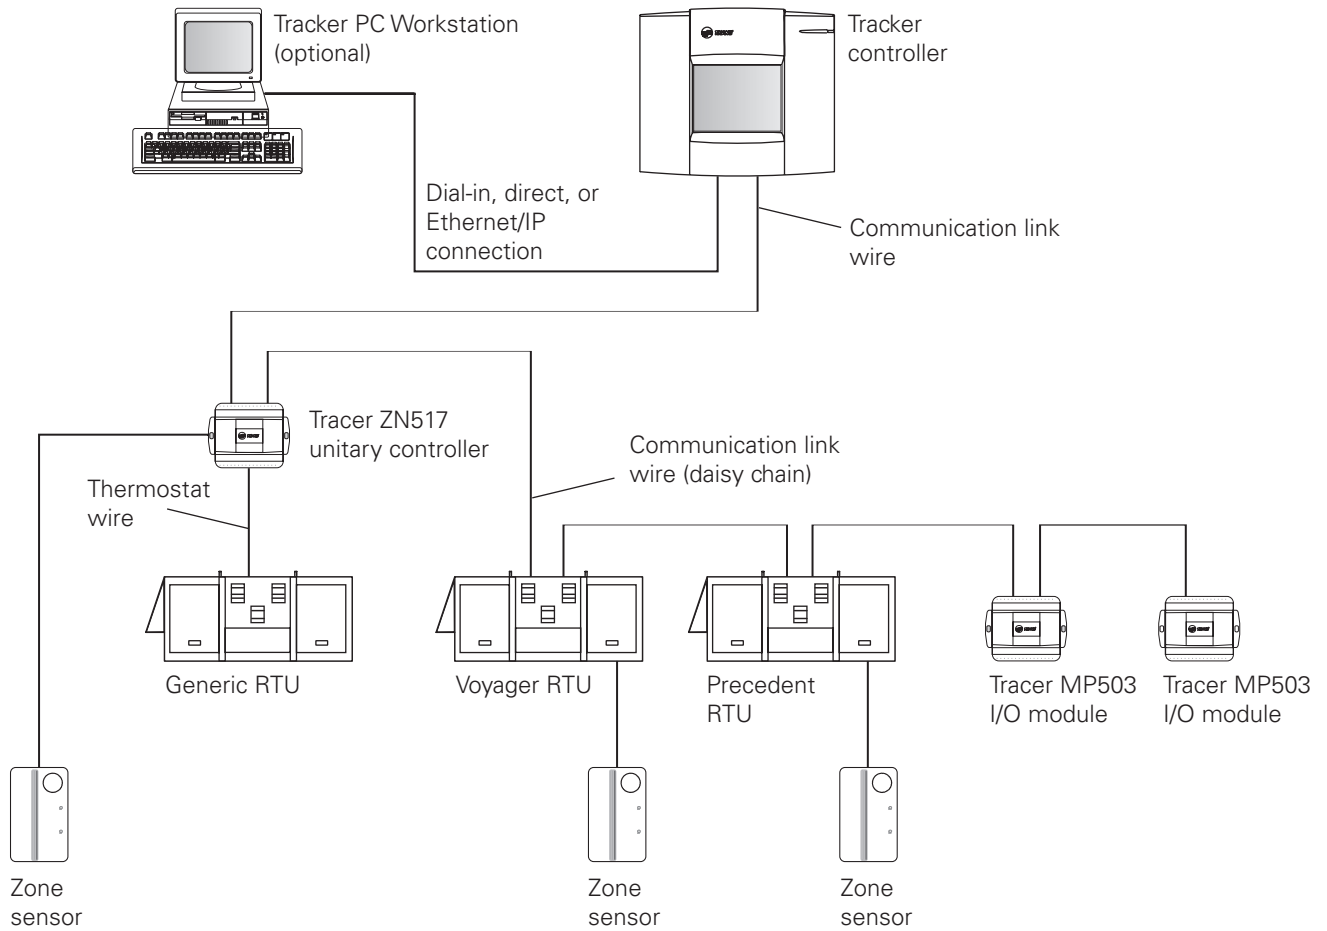 Tracker PC Workstation
(optional)
Tracker
controller
Dial-in, direct, or
Ethernet/IP
connection
Communication link
wire
Tracer ZN517
unitary controller
Communication link
wire (daisy chain)
Thermostat
wire
Generic RTU
Voyager RTU
Precedent
RTU
Tracer MP503
I/O module
Tracer MP503
I/O module
Zone
sensor
Zone
sensor
Zone
sensor